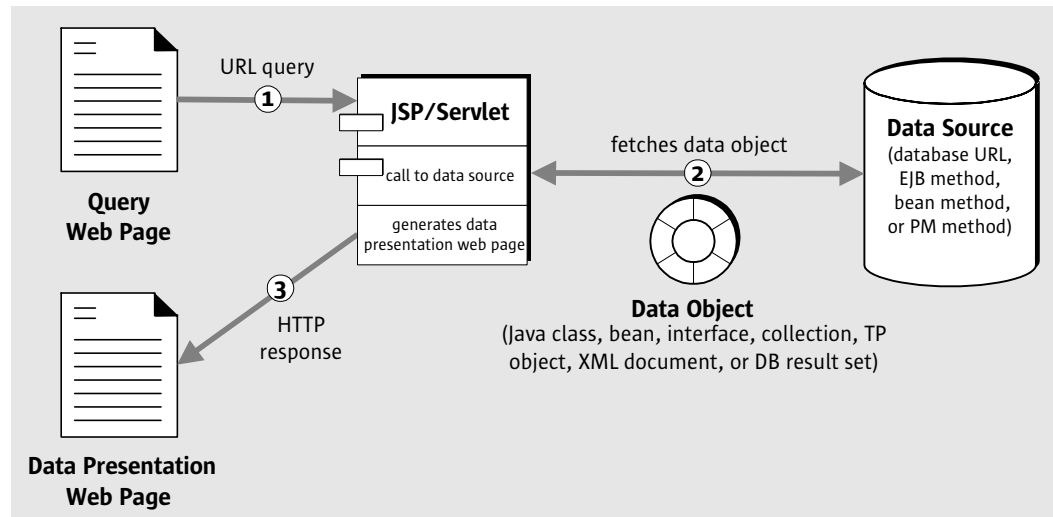 URL query
1
JSP/Servlet
call to data source
generates data
presentation web page
fetches data object
2
Data Source
(database URL,
EJB method,
bean method,
or PM method)
Query
Web Page
3
HTTP
response
Data Object
(Java class, bean, interface, collection, TP
object, XML document, or DB result set)
Data Presentation
Web Page